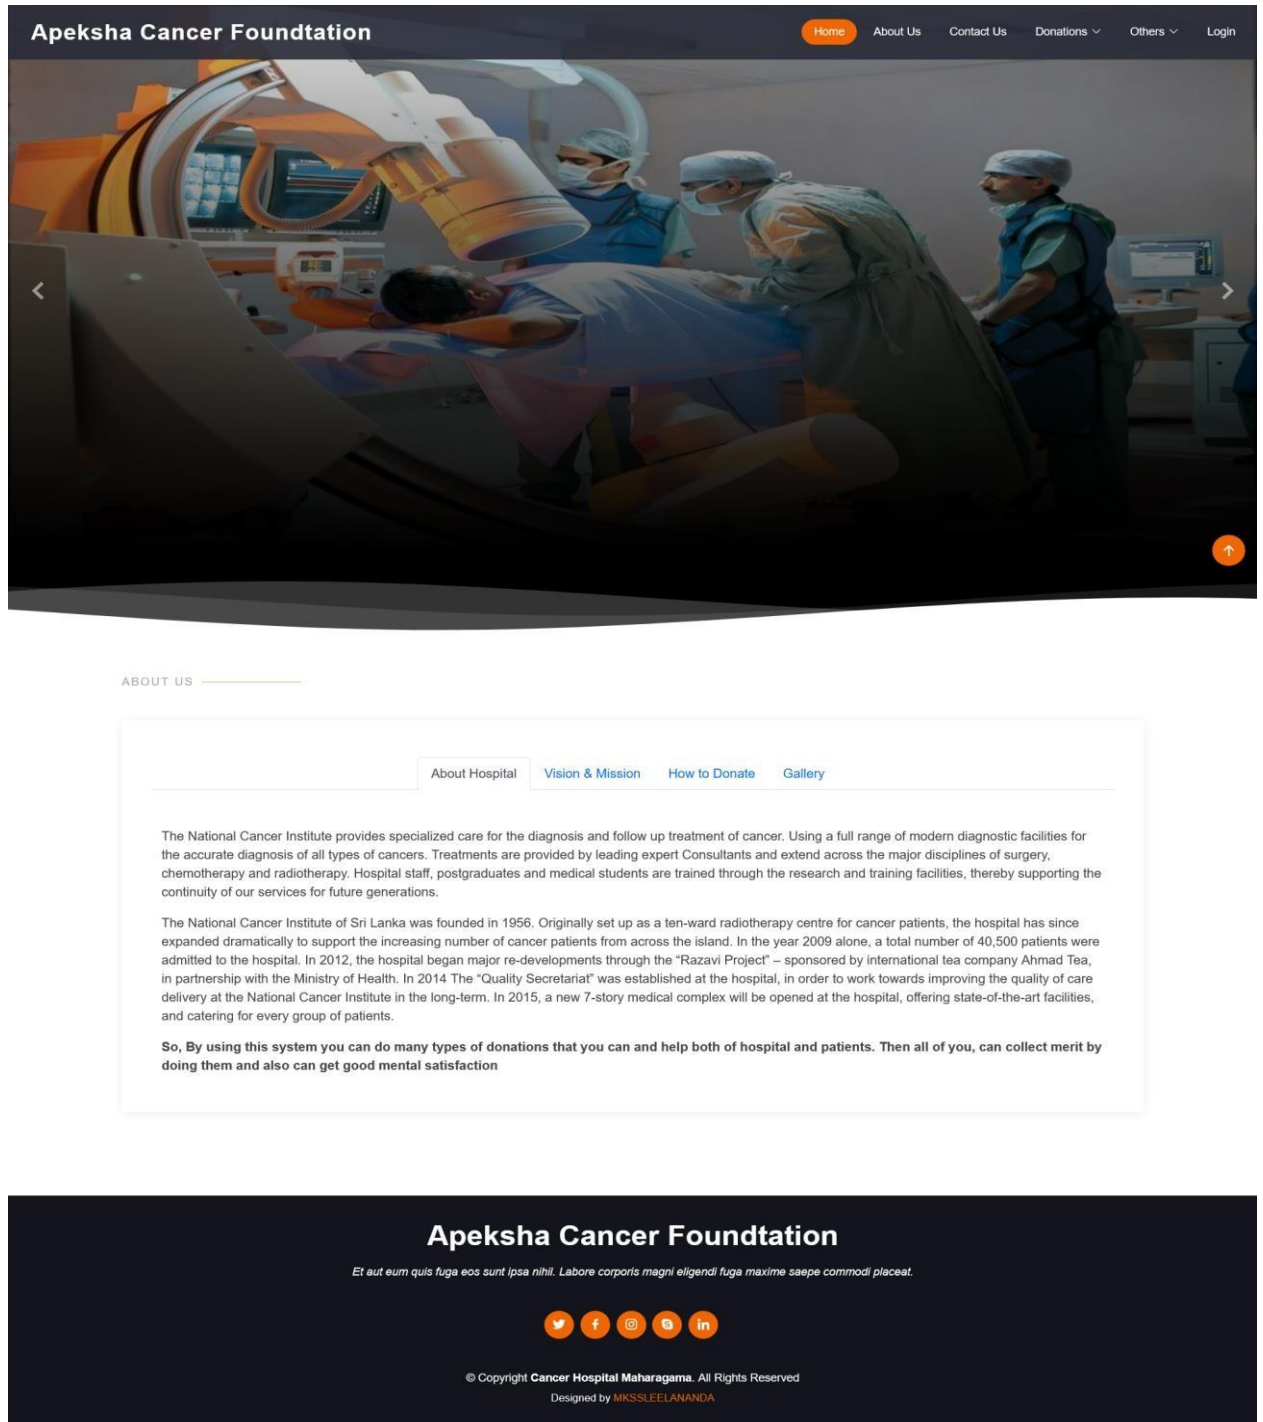 Apeksha Cancer Foundtation
Home About Us Contact Us Donations Others Login
ABOUT US
About Hospital Vision & Mission How to Donate Gallery
The National Cancer Institute provides specialized care for the diagnosis and follow up treatment of cancer. Using a full range of modern diagnostic facilities for
the accurate diagnosis of all types of cancers. Treatments are provided by leading expert Consultants and extend across the major disciplines of surgery,
chemotherapy and radiotherapy. Hospital staff, postgraduates and medical students are trained through the research and training facilities, thereby supporting the
continuity of our services for future generations.
The National Cancer Institute of Sri Lanka was founded in 1956. Originally set up as a ten-ward radiotherapy centre for cancer patients, the hospital has since
expanded dramatically to support the increasing number of cancer patients from across the island. In the year 2009 alone, a total number of 40,500 patients were
admitted to the hospital. In 2012, the hospital began major re-developments through the “Razavi Project” – sponsored by international tea company Ahmad Tea,
in partnership with the Ministry of Health. In 2014 The “Quality Secretariat” was established at the hospital, in order to work towards improving the quality of care
delivery at the National Cancer Institute in the long-term. In 2015, a new 7-story medical complex will be opened at the hospital, offering state-of-the-art facilities,
and catering for every group of patients.
So, By using this system you can do many types of donations that you can and help both of hospital and patients. Then all of you, can collect merit by
doing them and also can get good mental satisfaction
Apeksha Cancer Foundtation
Et aut eum quis fuga eos sunt ipsa nihil. Labore corporis magni eligendi fuga maxime saepe commodi placeat.
© Copyright Cancer Hospital Maharagama. All Rights Reserved
Designed by MKSSLEELANANDA